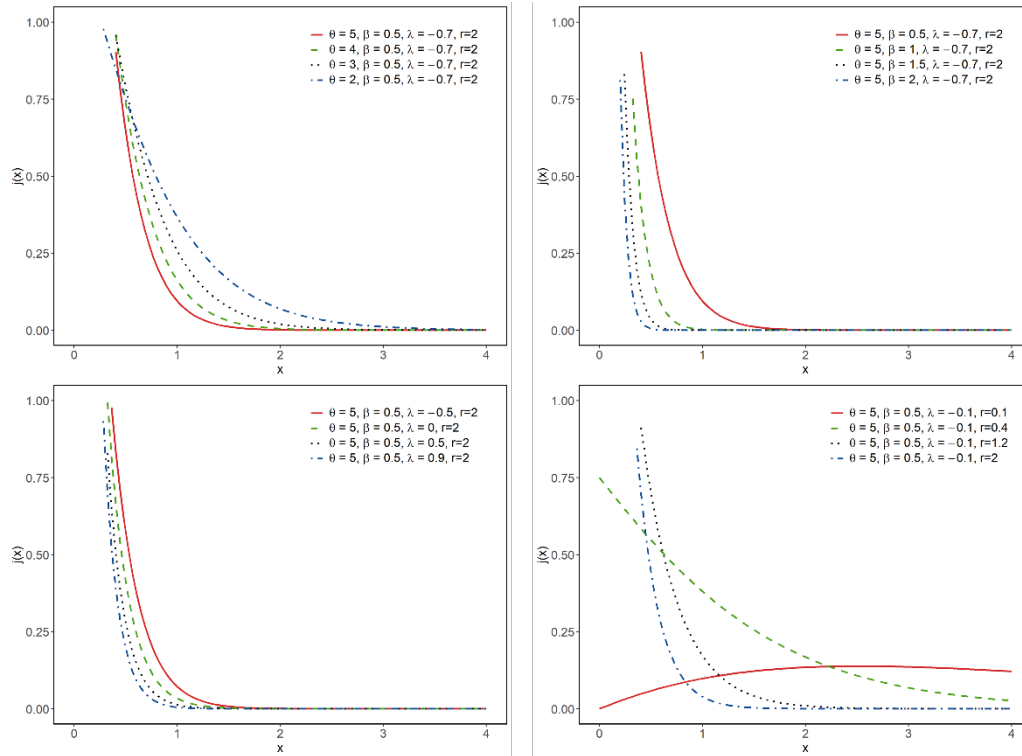 1.00
θ = 5, β = 0.5, λ = −0.7, r=2
θ = 4, β = 0.5, λ = −0.7, r=2
θ = 3, β = 0.5, λ = −0.7, r=2
θ = 2, β = 0.5, λ = −0.7, r=2
0.75
j(x)
0.50
0.25
0.00
0 1 2 3 4
x
1.00
θ = 5, β = 0.5, λ = −0.7, r=2
θ = 5, β = 1, λ = −0.7, r=2
θ = 5, β = 1.5, λ = −0.7, r=2
θ = 5, β = 2, λ = −0.7, r=2
0.75
j(x)
0.50
0.25
0.00
0 1 2 3 4
x
1.00
θ = 5, β = 0.5, λ = −0.5, r=2
θ = 5, β = 0.5, λ = 0, r=2
θ = 5, β = 0.5, λ = 0.5, r=2
θ = 5, β = 0.5, λ = 0.9, r=2
0.75
j(x)
0.50
0.25
0.00
0 1 2 3 4
x
1.00
θ = 5, β = 0.5, λ = −0.1, r=0.1
θ = 5, β = 0.5, λ = −0.1, r=0.4
θ = 5, β = 0.5, λ = −0.1, r=1.2
θ = 5, β = 0.5, λ = −0.1, r=2
0.75
j(x)
0.50
0.25
0.00
0 1 2 3 4
x